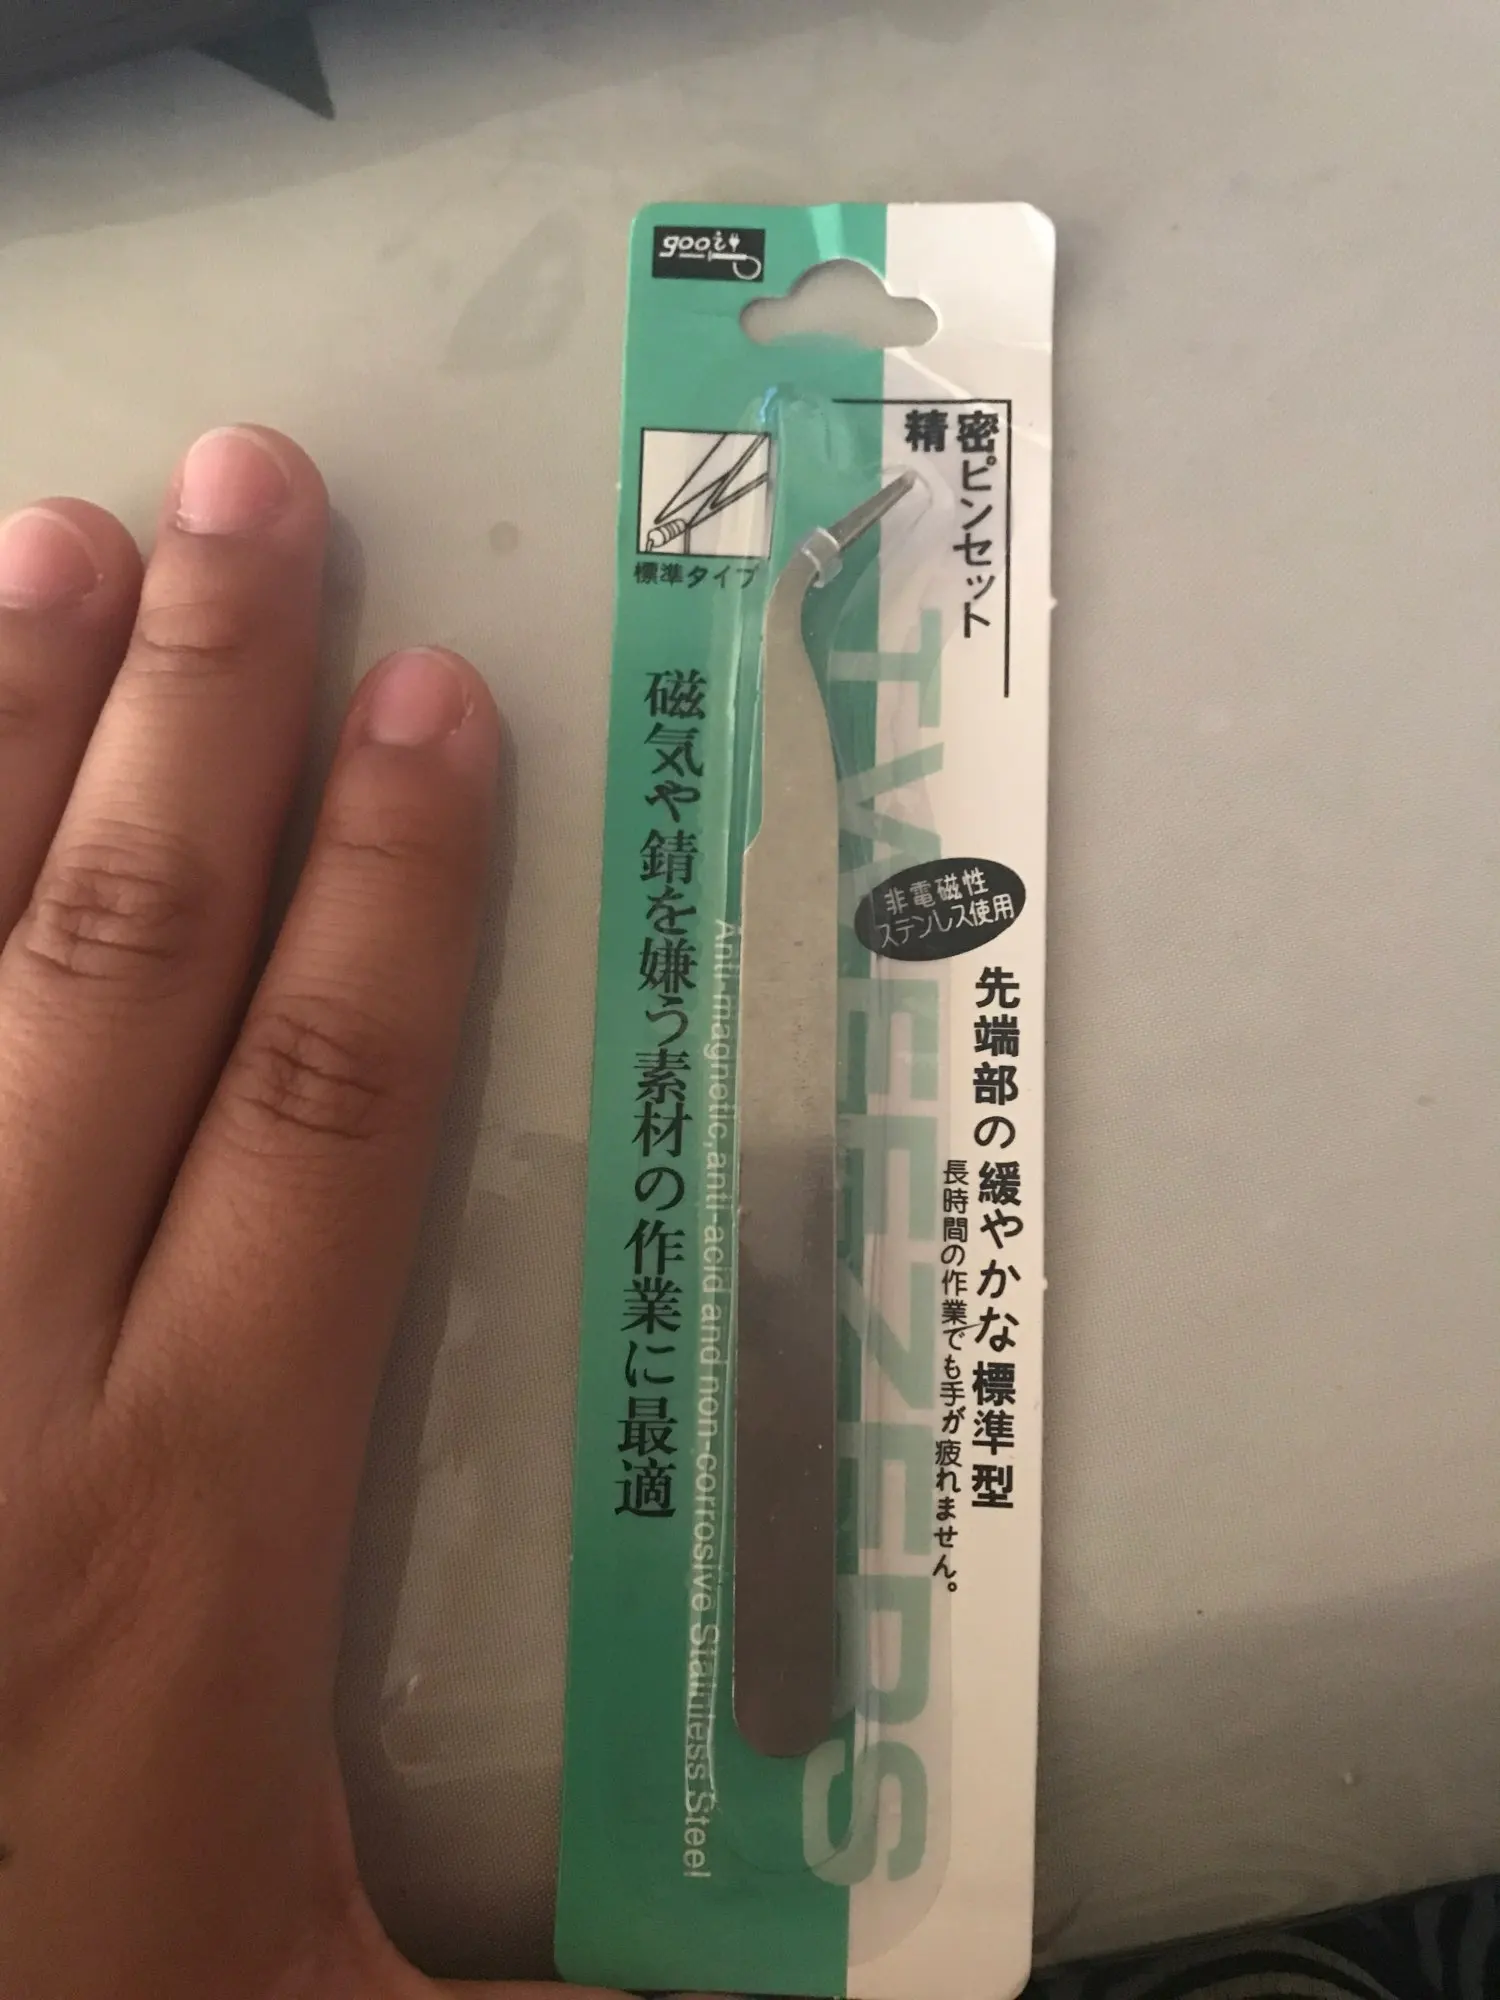 goot
精密ピンセット
標準タイプ
磁気や錆を嫌う素材の作業に最適
Anti-magnetic,anti-acid and non-corrosive Stainless Steel
TWEEZERS
非電磁性
ステンレス使用
先端部の緩やかな標準型
長時間の作業でも手が疲れません。